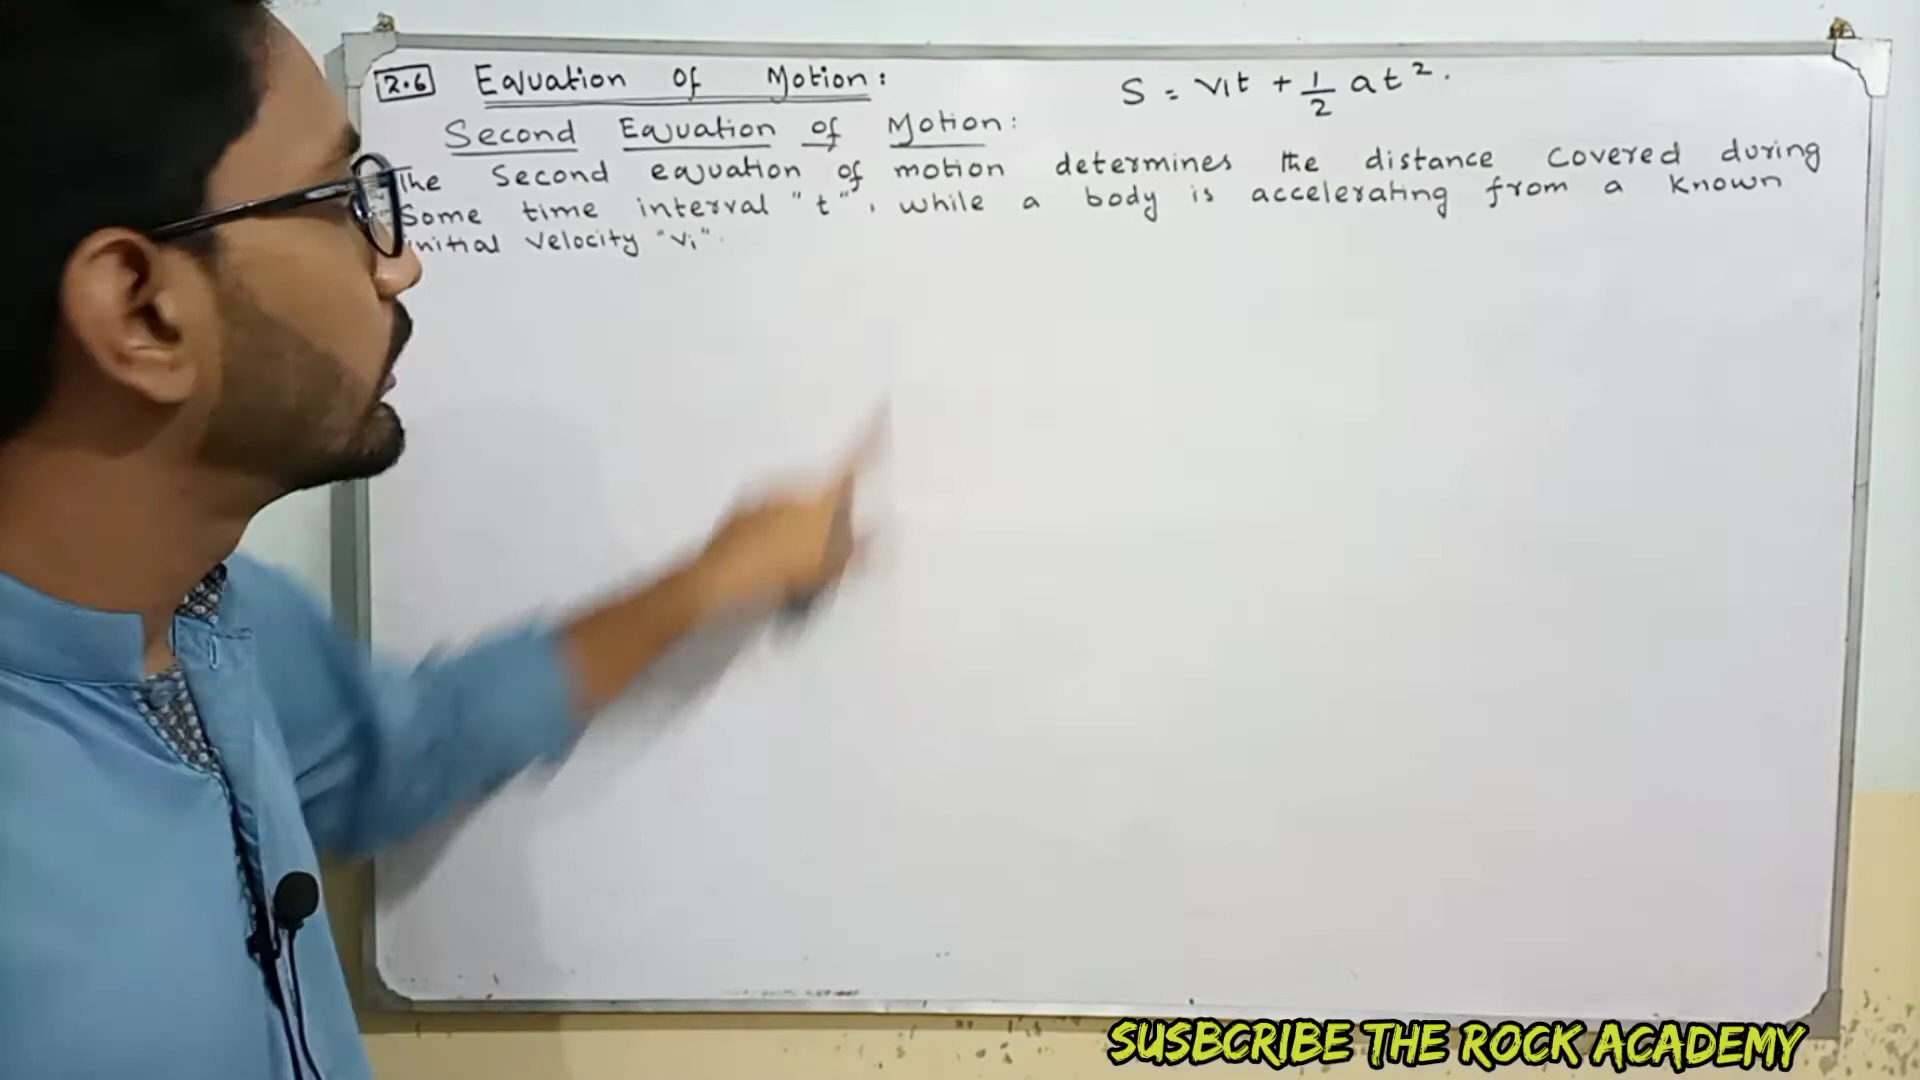 2.6 Equation of Motion:
S = vit + 1/2 at².
Second Equation of Motion:
The Second equation of motion determines the distance covered during
Some time interval "t", while a body is accelerating from a known
initial velocity "vi".
SUSBCRIBE THE ROCK ACADEMY